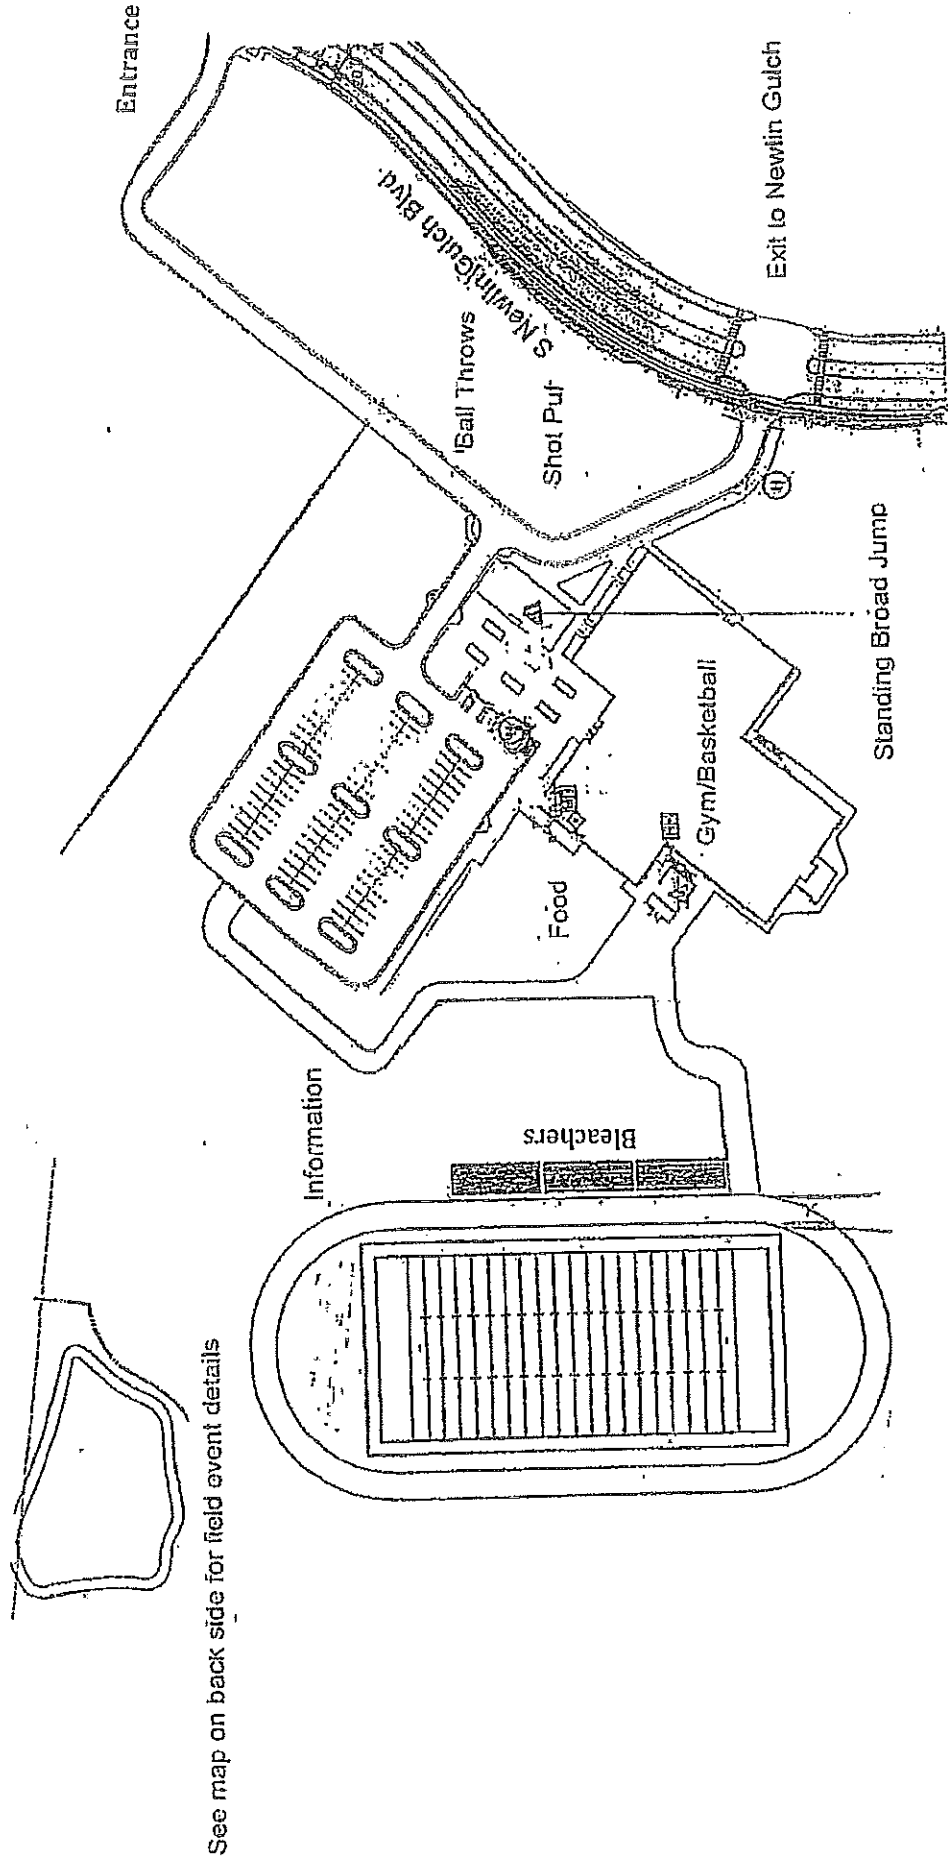 Entrance
S Newlin Gulch Blvd.
Ball Throws
Shot Put
Exit to Newlin Gulch
Standing Broad Jump
Gym/Basketball
Food
Information
Bleachers
See map on back side for field event details